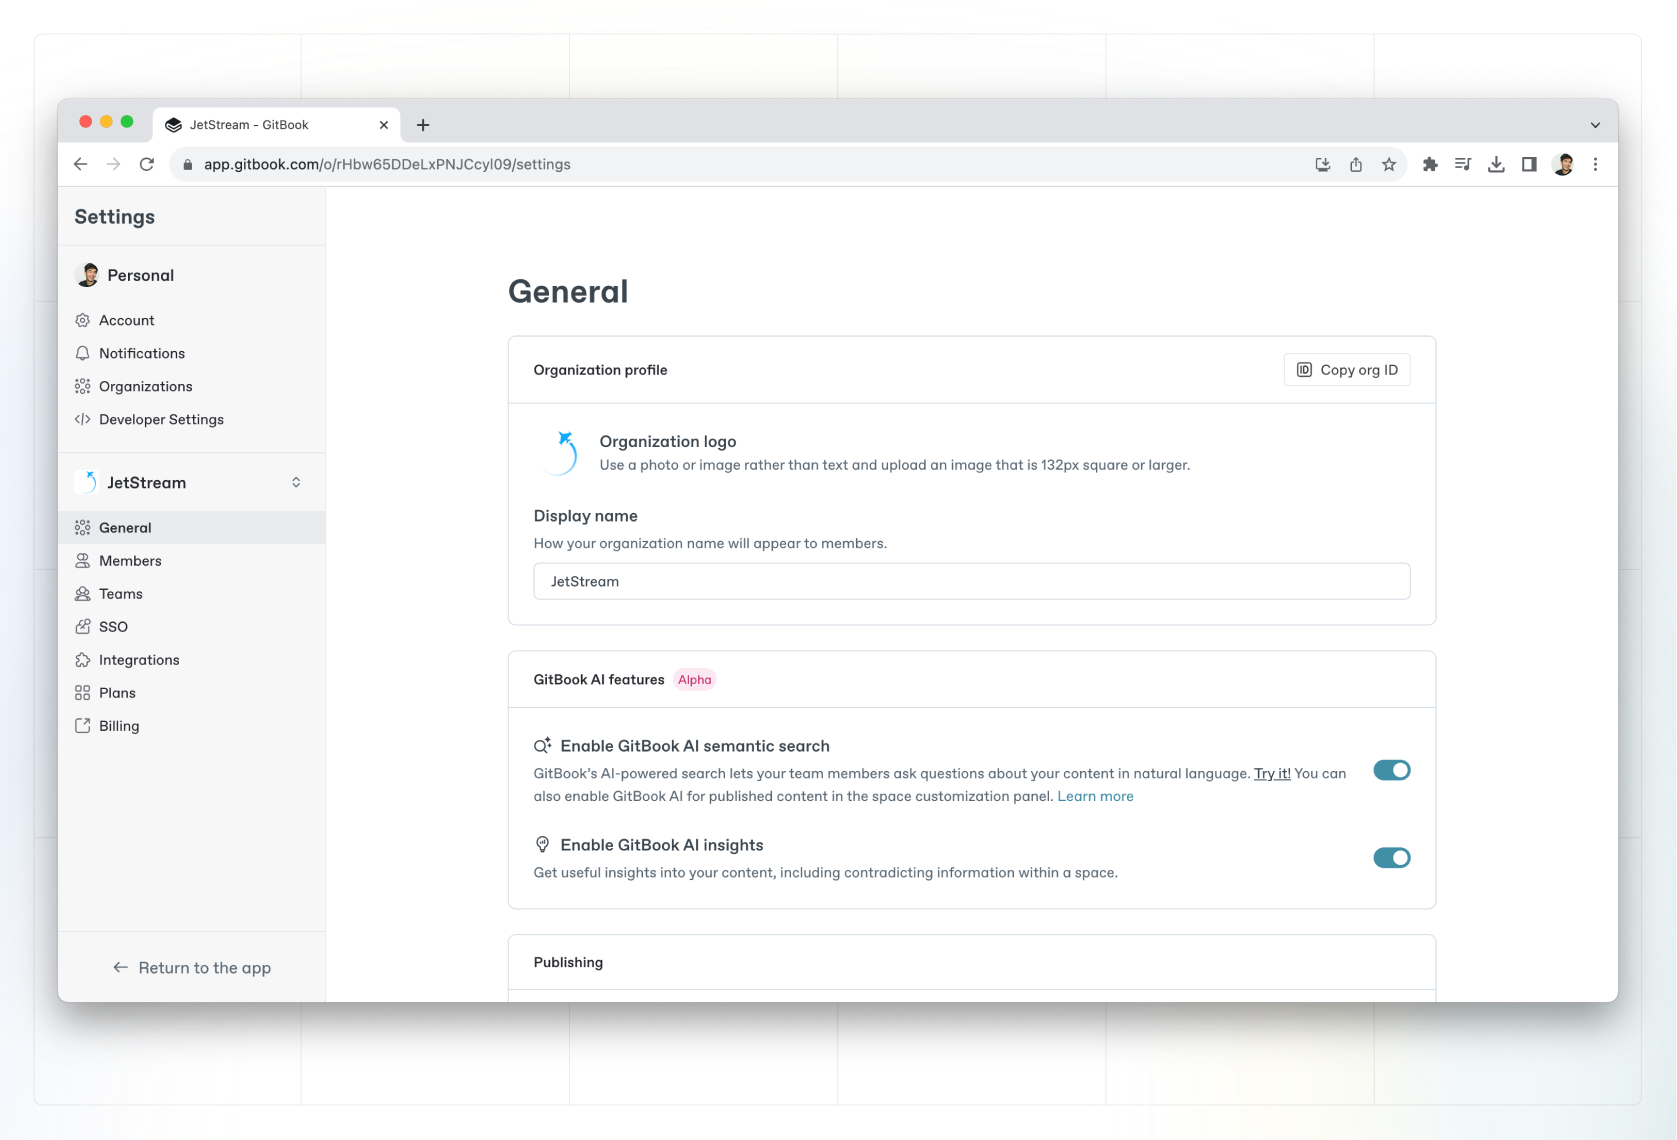 JetStream - GitBook
app.gitbook.com/o/rHbw65DDeLxPNJCcyl09/settings
Settings
Personal
Account
Notifications
Organizations
Developer Settings
JetStream
General
Members
Teams
SSO
Integrations
Plans
Billing
Return to the app
General
Organization profile
Copy org ID
Organization logo
Use a photo or image rather than text and upload an image that is 132px square or larger.
Display name
How your organization name will appear to members.
JetStream
GitBook AI features Alpha
Enable GitBook AI semantic search
GitBook's AI-powered search lets your team members ask questions about your content in natural language. Try it! You can
also enable GitBook AI for published content in the space customization panel. Learn more
Enable GitBook AI insights
Get useful insights into your content, including contradicting information within a space.
Publishing